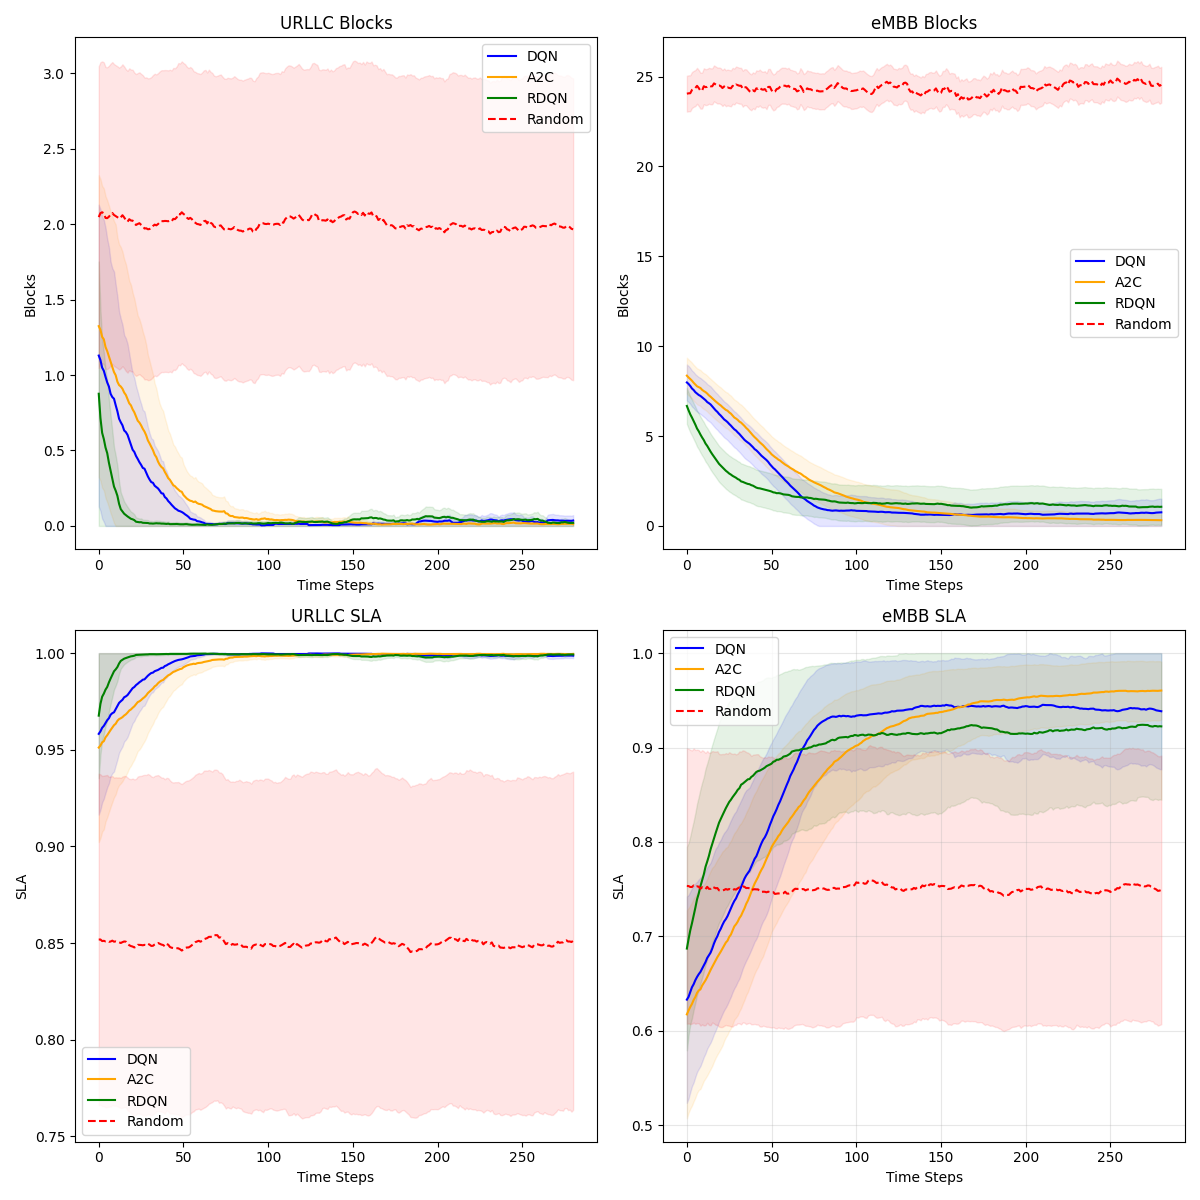 URLLC Blocks
Blocks
3.0
2.5
2.0
1.5
1.0
0.5
0.0
DQN
A2C
RDQN
Random
0 50 100 150 200 250
Time Steps
eMBB Blocks
Blocks
25
20
15
10
5
0
DQN
A2C
RDQN
Random
0 50 100 150 200 250
Time Steps
URLLC SLA
SLA
1.00
0.95
0.90
0.85
0.80
0.75
DQN
A2C
RDQN
Random
0 50 100 150 200 250
Time Steps
eMBB SLA
SLA
1.0
0.9
0.8
0.7
0.6
0.5
DQN
A2C
RDQN
Random
0 50 100 150 200 250
Time Steps